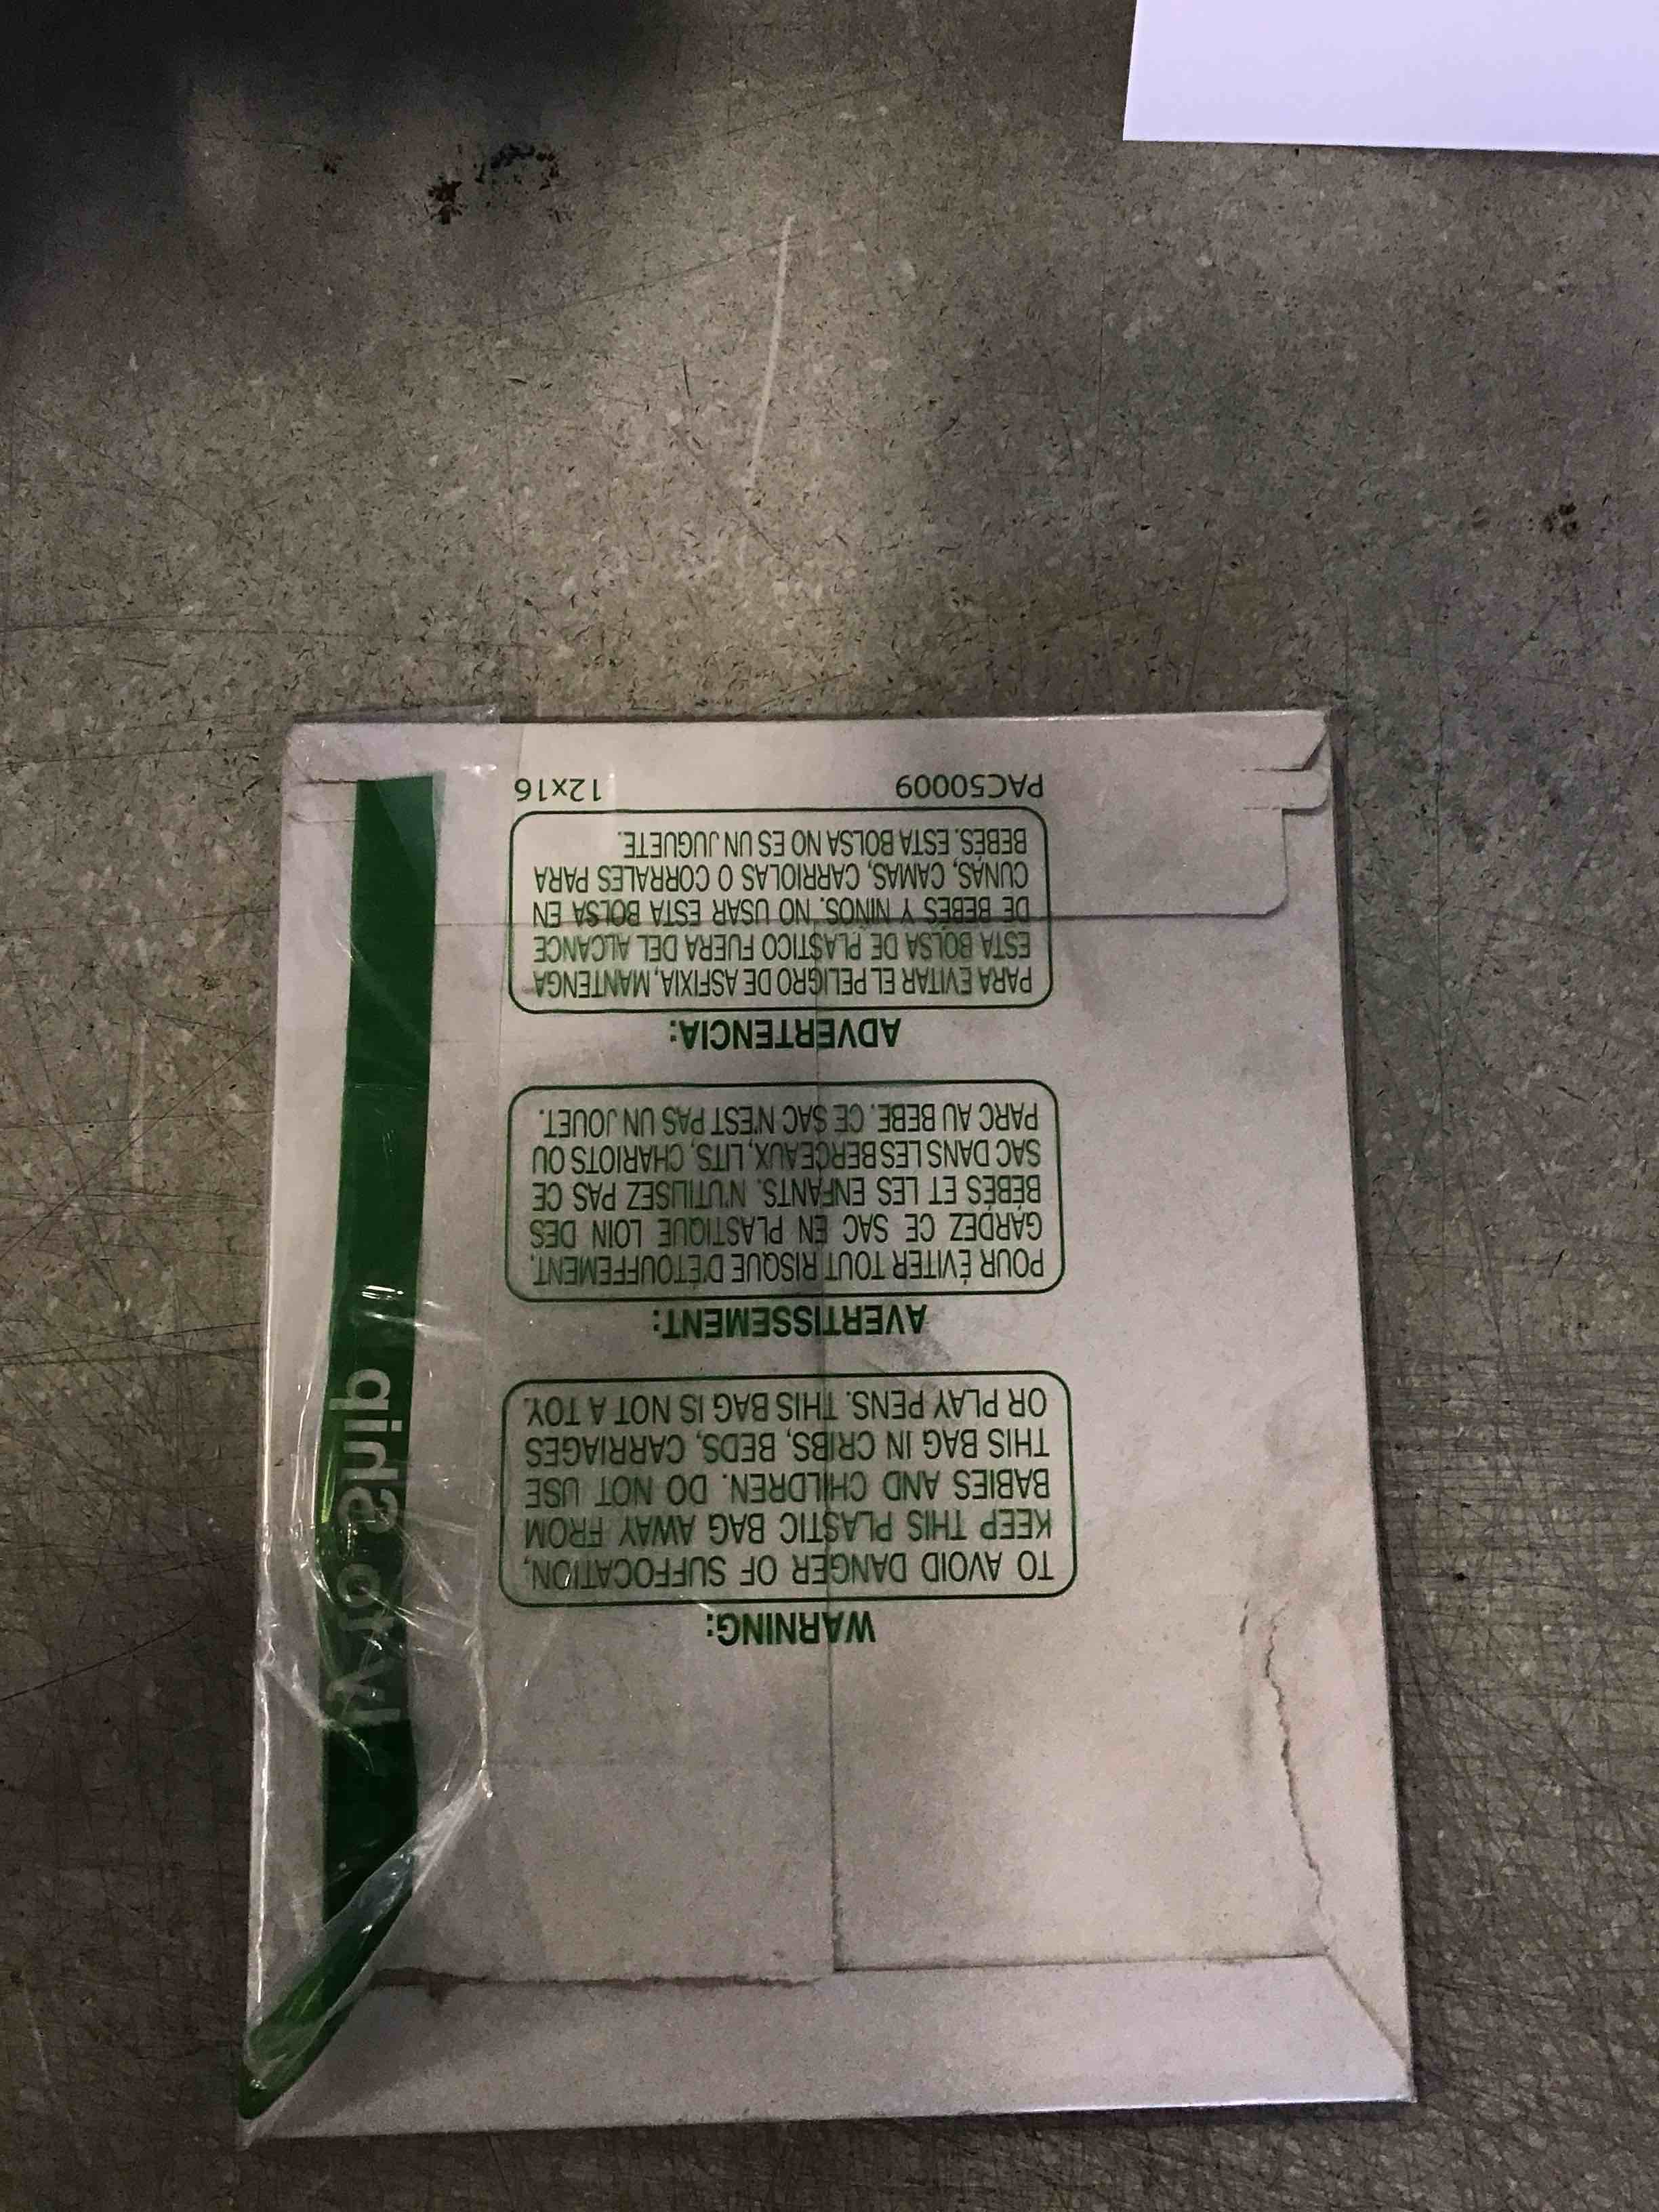 WARNING:
TO AVOID DANGER OF SUFFOCATION,
KEEP THIS PLASTIC BAG AWAY FROM
BABIES AND CHILDREN. DO NOT USE
THIS BAG IN CRIBS, BEDS, CARRIAGES
OR PLAY PENS. THIS BAG IS NOT A TOY.
AVERTISSEMENT:
POUR ÉVITER TOUT RISQUE D'ÉTOUFFEMENT,
GARDEZ CE SAC EN PLASTIQUE LOIN DES
BÉBÉS ET LES ENFANTS. N'UTILISEZ PAS CE
SAC DANS LES BERCEAUX, LITS, CHARIOTS OU
PARC AU BEBE. CE SAC N'EST PAS UN JOUET.
ADVERTENCIA:
PARA EVITAR EL PELIGRO DE ASFIXIA, MANTENGA
ESTA BOLSA DE PLÁSTICO FUERA DEL ALCANCE
DE BEBÉS Y NIÑOS. NO USAR ESTA BOLSA EN
CUNAS, CAMAS, CARRIOLAS O CORRALES PARA
BEBÉS. ESTA BOLSA NO ES UN JUGUETE.
PAC50009 12x16